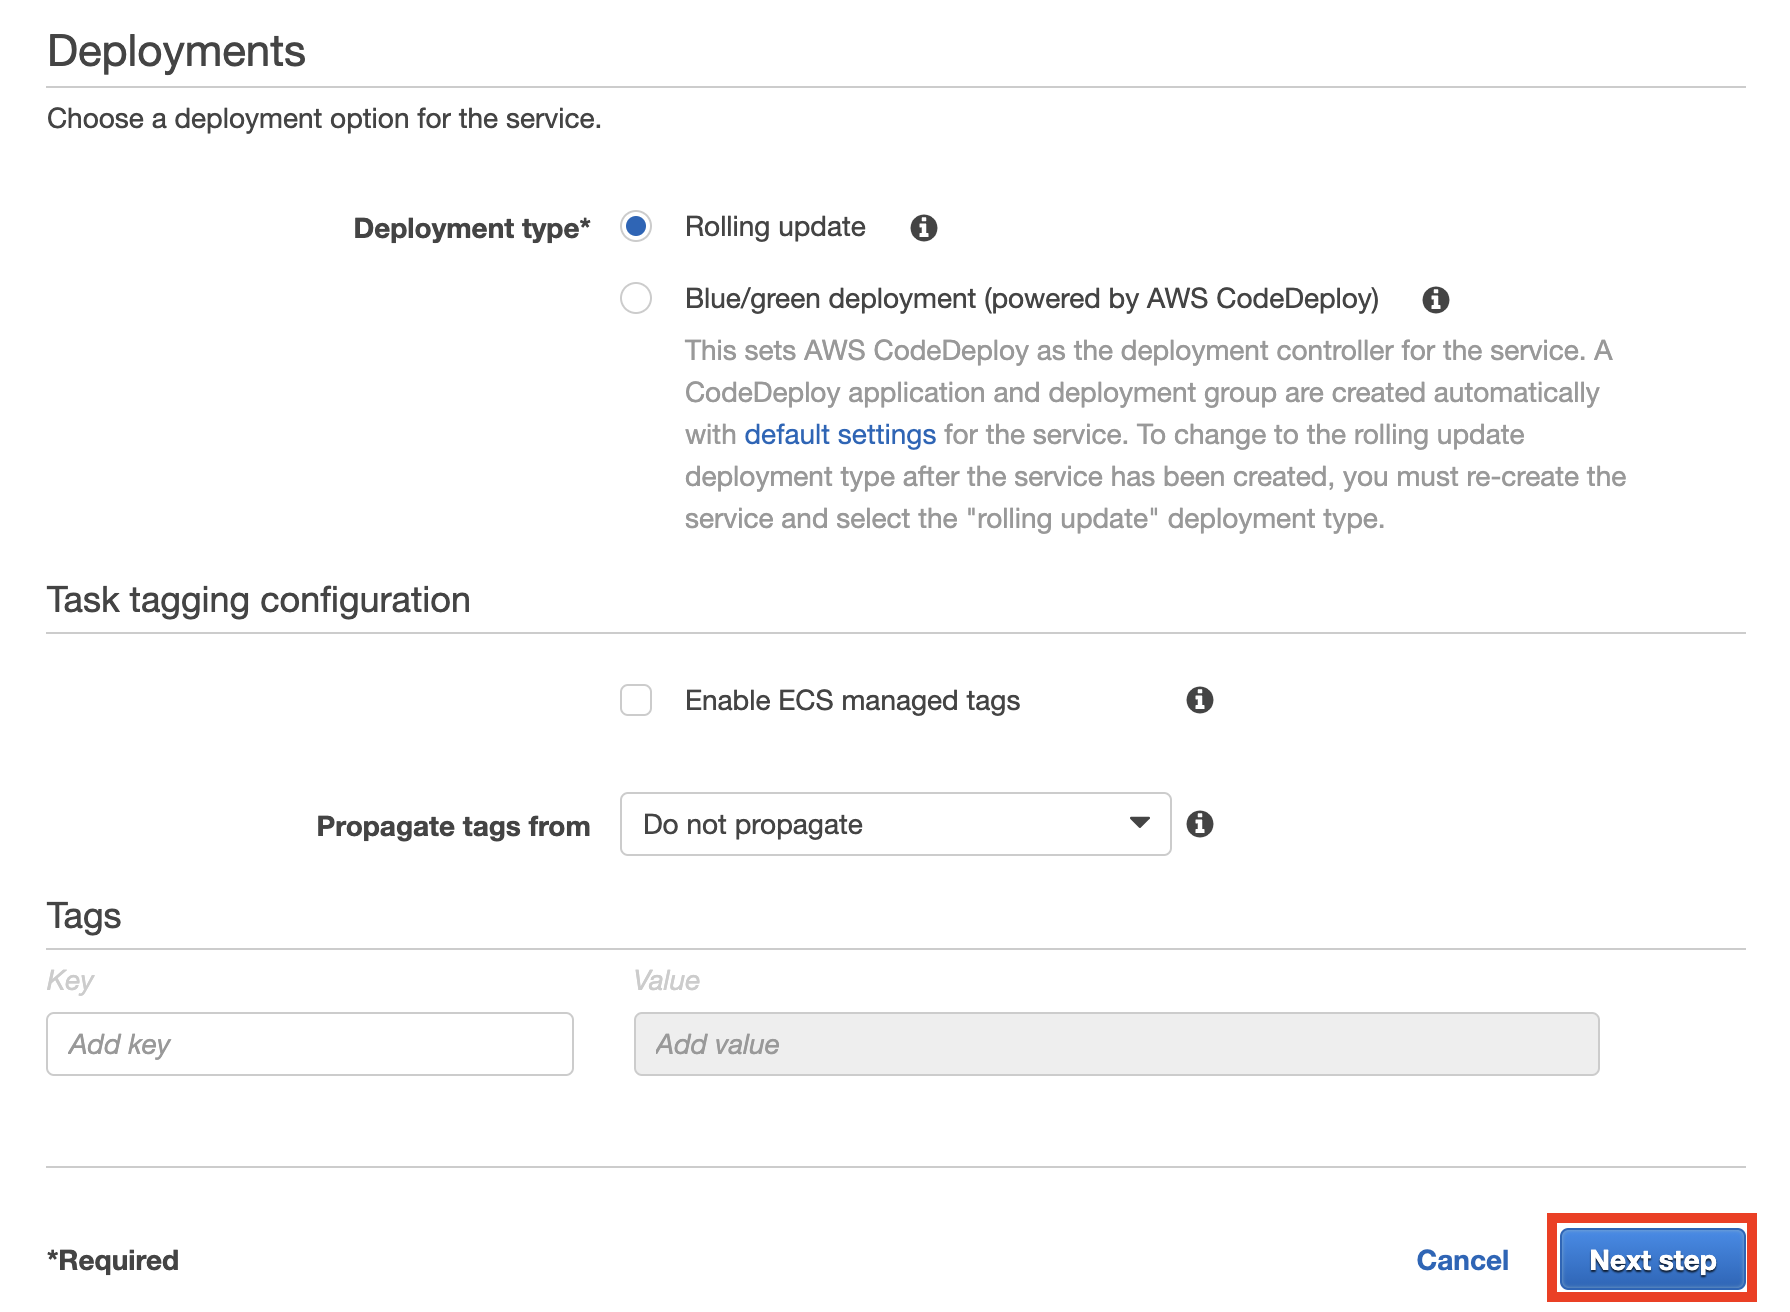 Deployments
Choose a deployment option for the service.
Deployment type*
Rolling update
Blue/green deployment (powered by AWS CodeDeploy)
This sets AWS CodeDeploy as the deployment controller for the service. A
CodeDeploy application and deployment group are created automatically
with default settings for the service. To change to the rolling update
deployment type after the service has been created, you must re-create the
service and select the "rolling update" deployment type.
Task tagging configuration
Enable ECS managed tags
Propagate tags from
Do not propagate
Tags
Key
Value
Add key
Add value
*Required
Cancel
Next step